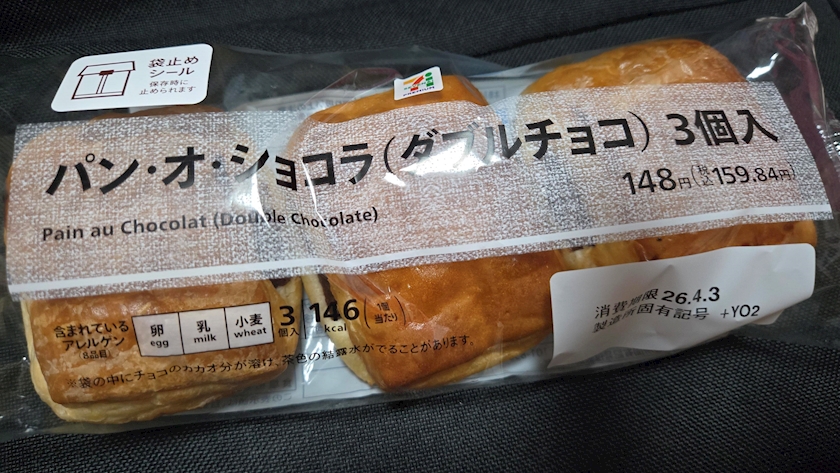 袋止め
シール
保存時に
止められます
7-ELEVEN
PREMIUM
パン・オ・ショコラ(ダブルチョコ) 3個入
148円(税込159.84円)
Pain au Chocolat (Double Chocolate)
含まれている
アレルゲン
(8品目)
卵 乳 小麦
egg milk wheat
3個入
146kcal
(1個当たり)
※袋の中にチョコのカカオ分が溶け、茶色の結露水がでることがあります。
消費期限 26.4.3
製造所固有記号 +YO2